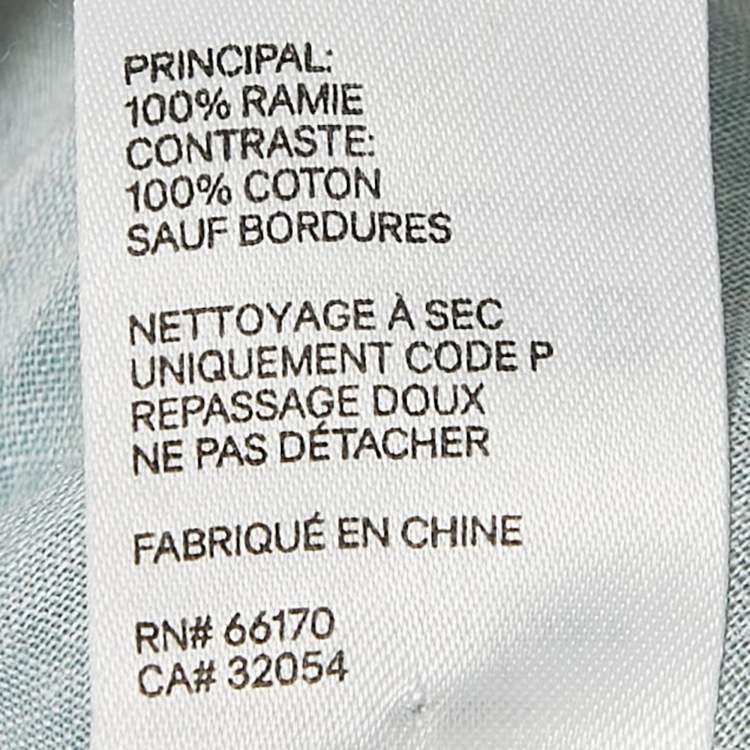 PRINCIPAL:
100% RAMIE
CONTRASTE:
100% COTON
SAUF BORDURES
NETTOYAGE À SEC
UNIQUEMENT CODE P
REPASSAGE DOUX
NE PAS DÉTACHER
FABRIQUÉ EN CHINE
RN# 66170
CA# 32054